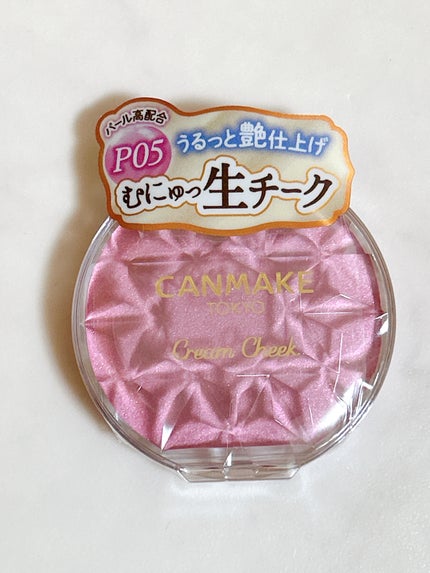 パール高配合
P05
うるっと艶仕上げ
むにゅっ生チーク
CANMAKE
TOKYO
Cream Cheek